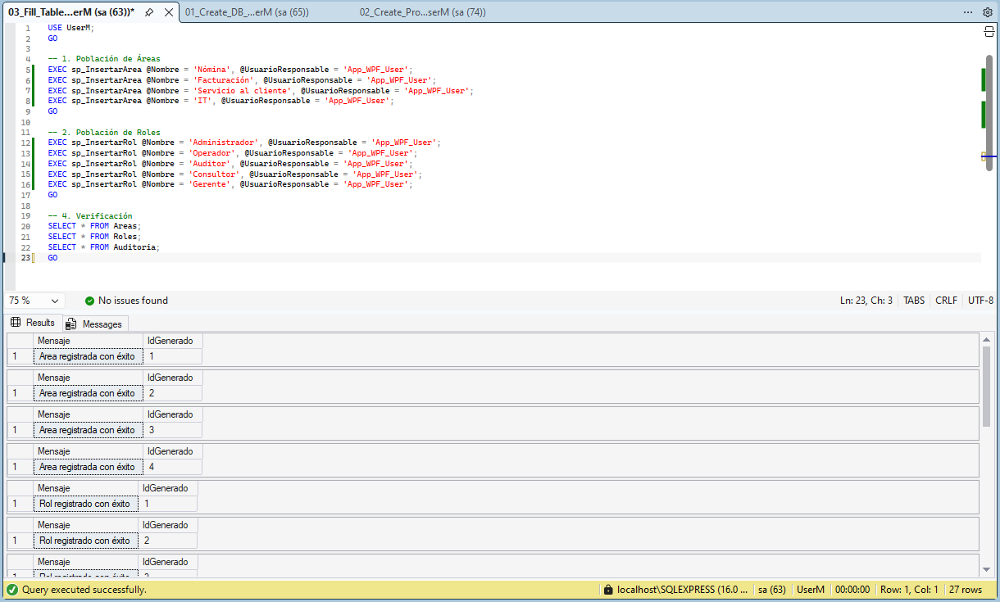 03_Fill_Table...erM (sa (63))*
01_Create_DB_...erM (sa (65))
02_Create_Pro...serM (sa (74))
1 USE UserM;
2 GO
3
4 -- 1. Población de Áreas
5 EXEC sp_InsertarArea @Nombre = 'Nómina', @UsuarioResponsable = 'App_WPF_User';
6 EXEC sp_InsertarArea @Nombre = 'Facturación', @UsuarioResponsable = 'App_WPF_User';
7 EXEC sp_InsertarArea @Nombre = 'Servicio al cliente', @UsuarioResponsable = 'App_WPF_User';
8 EXEC sp_InsertarArea @Nombre = 'IT', @UsuarioResponsable = 'App_WPF_User';
9 GO
10
11 -- 2. Población de Roles
12 EXEC sp_InsertarRol @Nombre = 'Administrador', @UsuarioResponsable = 'App_WPF_User';
13 EXEC sp_InsertarRol @Nombre = 'Operador', @UsuarioResponsable = 'App_WPF_User';
14 EXEC sp_InsertarRol @Nombre = 'Auditor', @UsuarioResponsable = 'App_WPF_User';
15 EXEC sp_InsertarRol @Nombre = 'Consultor', @UsuarioResponsable = 'App_WPF_User';
16 EXEC sp_InsertarRol @Nombre = 'Gerente', @UsuarioResponsable = 'App_WPF_User';
17 GO
18
19 -- 4. Verificación
20 SELECT * FROM Areas;
21 SELECT * FROM Roles;
22 SELECT * FROM Auditoria;
23 GO
75 % No issues found Ln: 23, Ch: 3 TABS CRLF UTF-8
Results Messages
Mensaje IdGenerado
1 Area registrada con éxito 1
Mensaje IdGenerado
1 Area registrada con éxito 2
Mensaje IdGenerado
1 Area registrada con éxito 3
Mensaje IdGenerado
1 Area registrada con éxito 4
Mensaje IdGenerado
1 Rol registrado con éxito 1
Mensaje IdGenerado
1 Rol registrado con éxito 2
Mensaje IdGenerado
1 Rol registrado con éxito 3
Query executed successfully. localhost\SQLEXPRESS (16.0 ... sa (63) UserM 00:00:00 Row: 1, Col: 1 27 rows